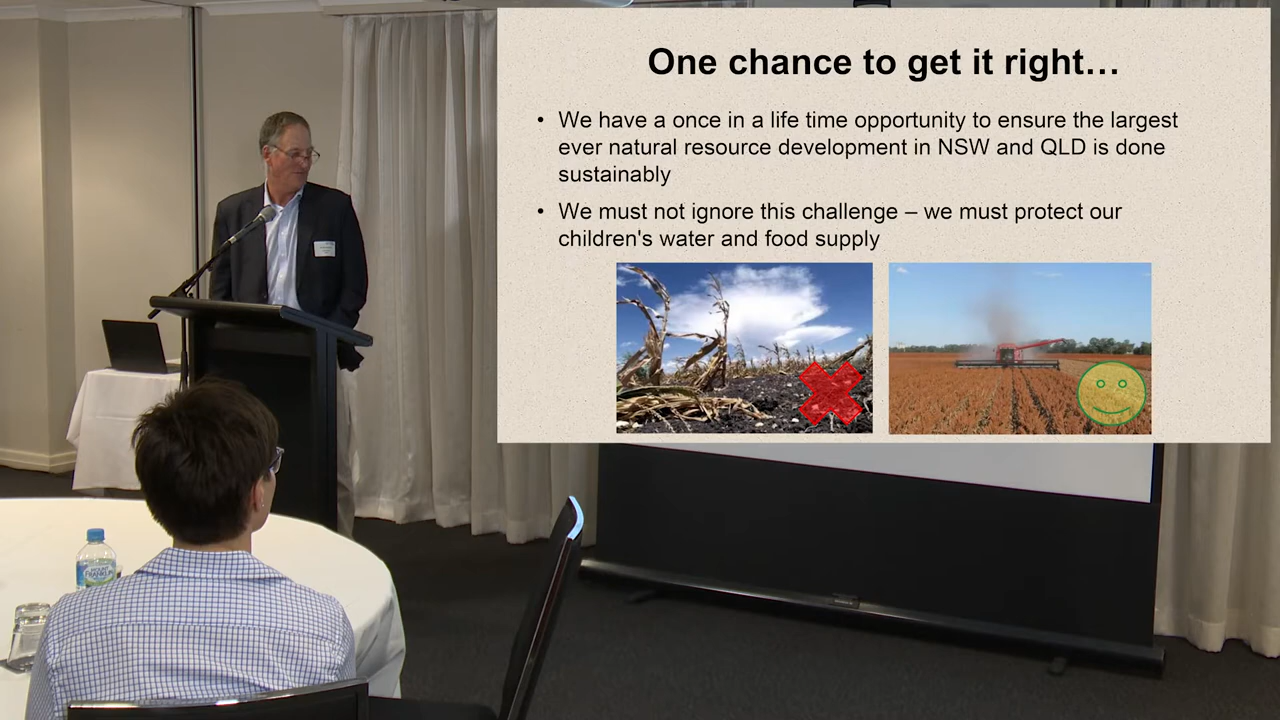 One chance to get it right…
• We have a once in a life time opportunity to ensure the largest
ever natural resource development in NSW and QLD is done
sustainably
• We must not ignore this challenge – we must protect our
children's water and food supply
MOUNT
FRANKLIN